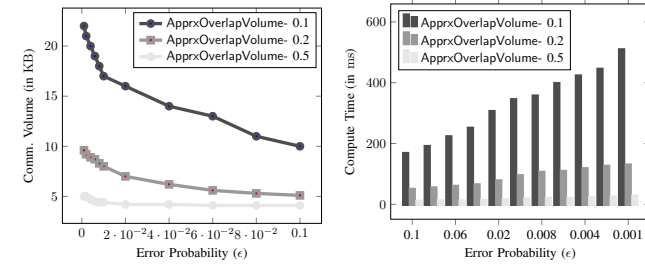 ApprxOverlapVolume- 0.1
ApprxOverlapVolume- 0.2
ApprxOverlapVolume- 0.5
Comm. Volume (in KB)
20
15
10
5
0 2 · 10⁻² 4 · 10⁻² 6 · 10⁻² 8 · 10⁻² 0.1
Error Probability (ϵ)
ApprxOverlapVolume- 0.1
ApprxOverlapVolume- 0.2
ApprxOverlapVolume- 0.5
Compute Time (in ms)
600
400
200
0
0.1 0.06 0.02 0.008 0.004 0.001
Error Probability (ϵ)